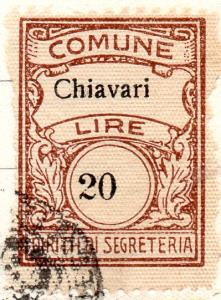 COMUNE
Chiavari
LIRE
20
DIRITTI DI SEGRETERIA